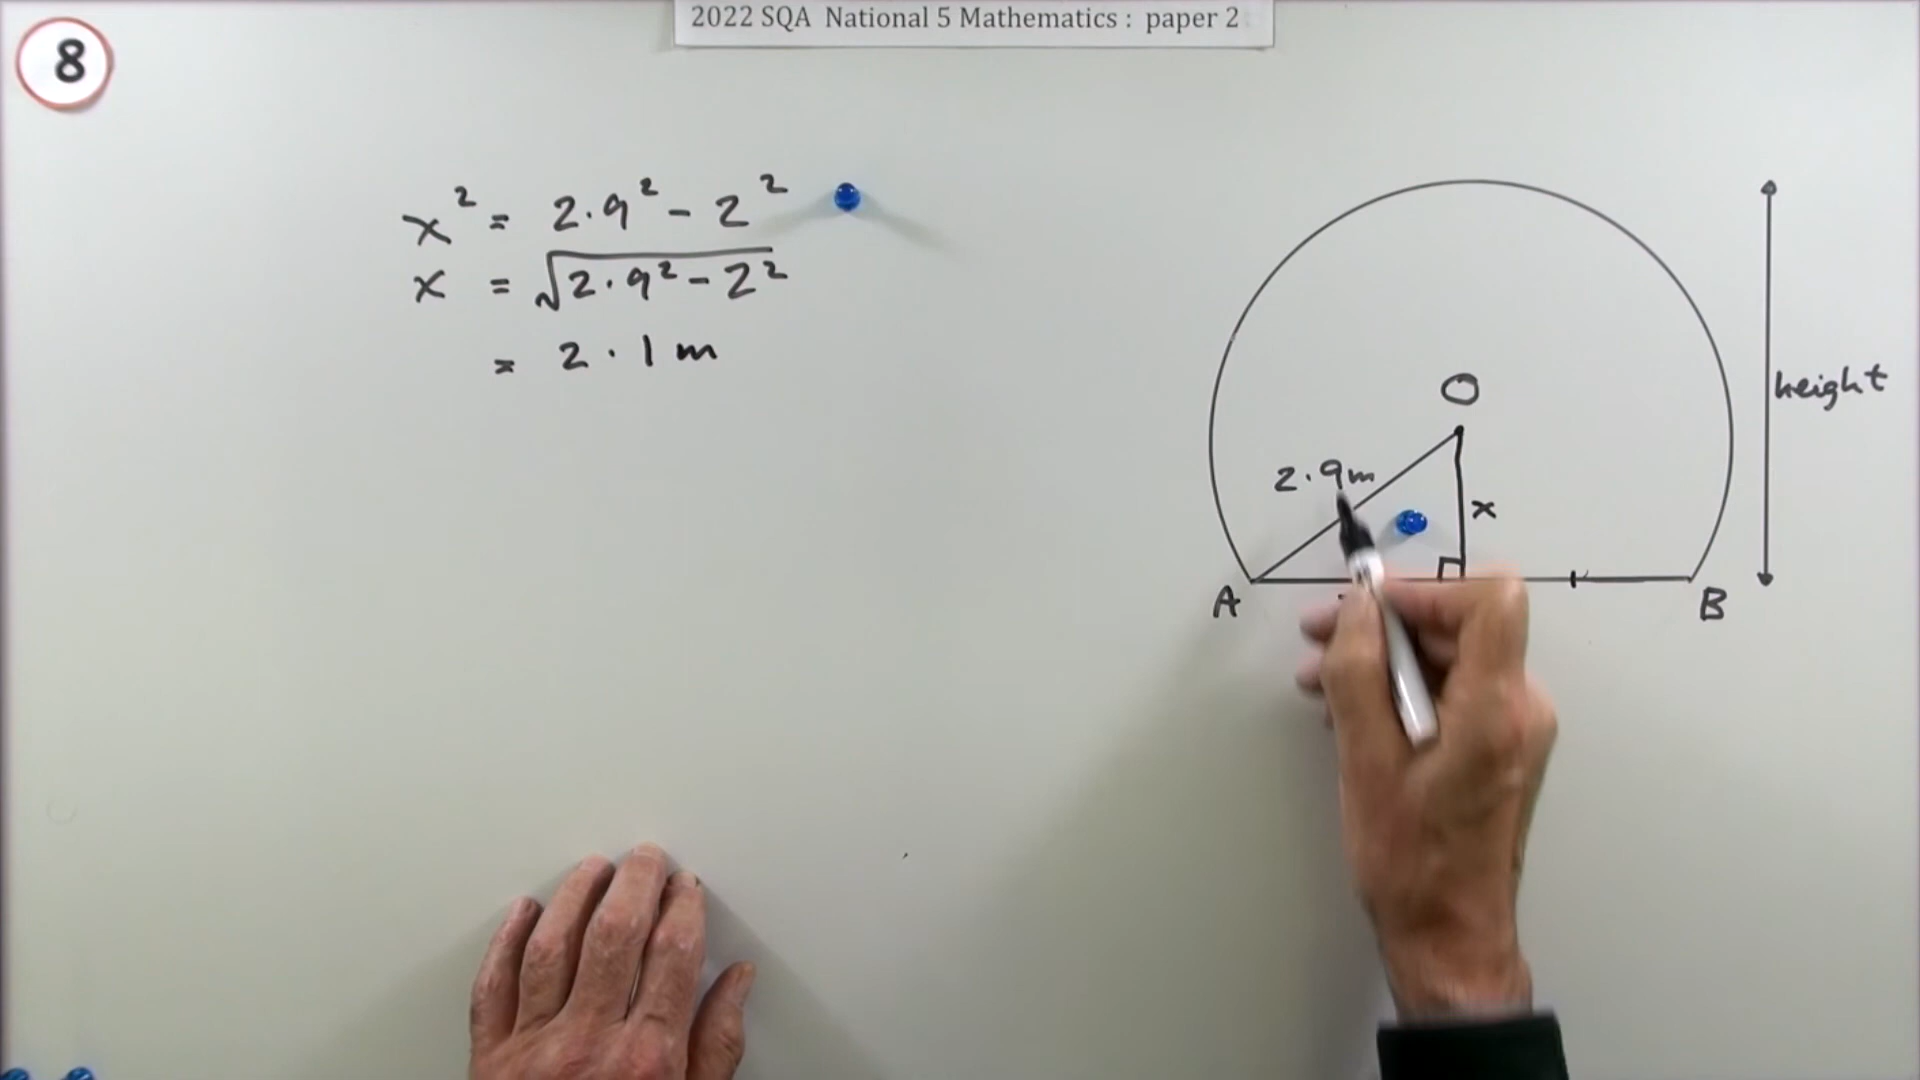 2022 SQA National 5 Mathematics : paper 2
8
x² = 2.9² - 2²
x = √2.9² - 2²
= 2.1m
O
height
2.9m
x
A
B